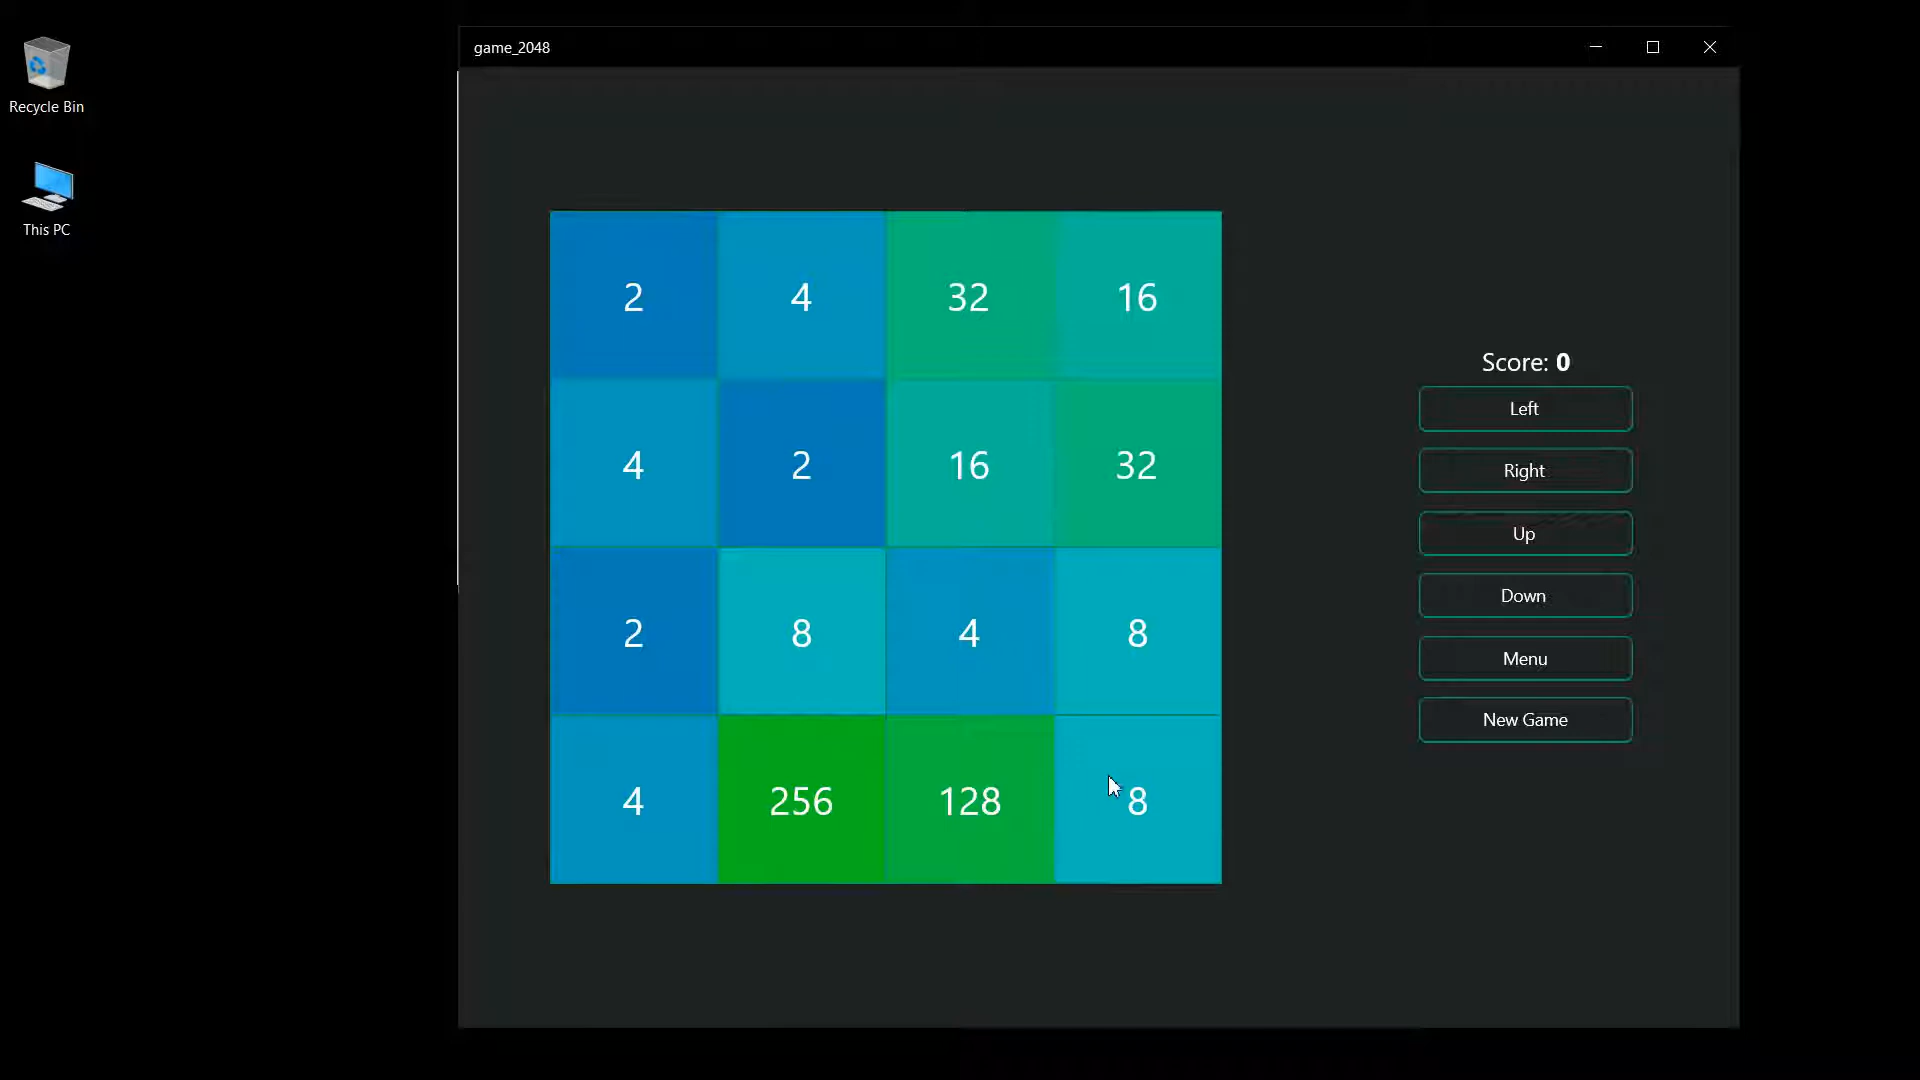 game_2048
Recycle Bin
This PC
2 4 32 16
4 2 16 32
2 8 4 8
4 256 128 8
Score: 0
Left
Right
Up
Down
Menu
New Game